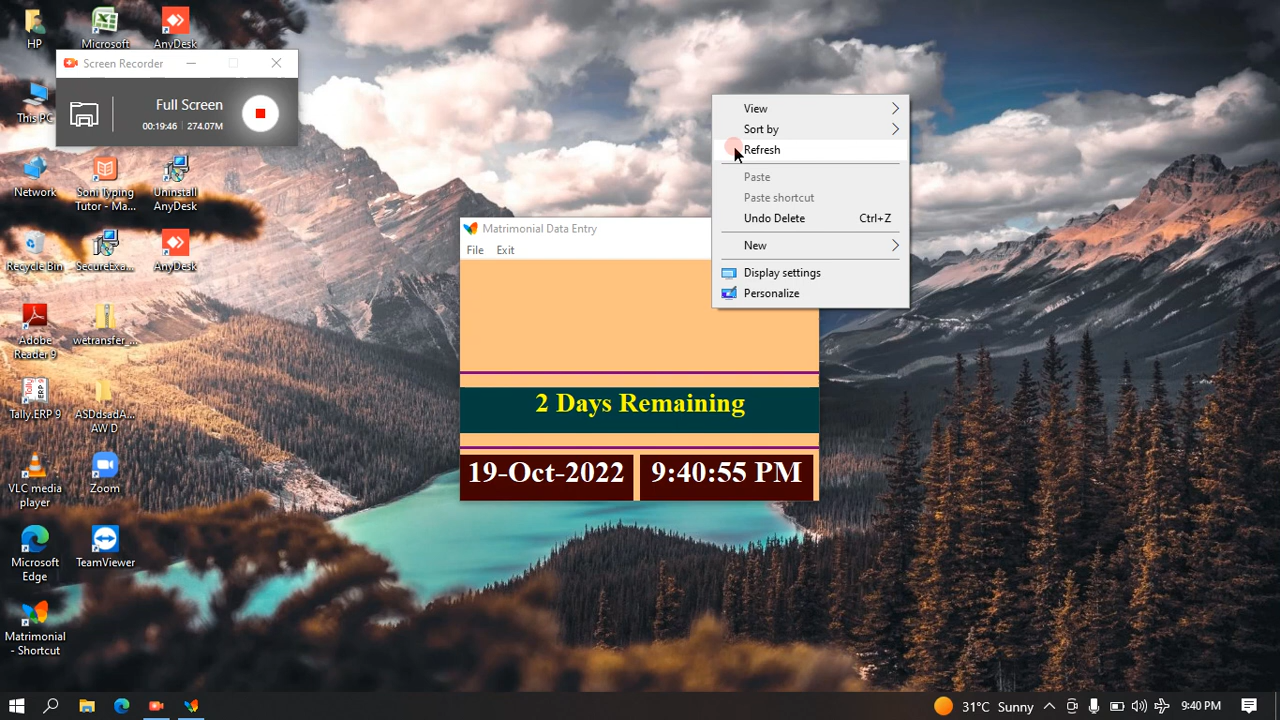 HP
Microsoft
AnyDesk
Screen Recorder
Full Screen
00:19:46
274.07M
This PC
Network
Soni Typing
Tutor - Ma...
Uninstall
AnyDesk
Recycle Bin
SecureExa...
AnyDesk
Adobe
Reader 9
wetransfer_...
Tally.ERP 9
ASDdsadA...
AW D
VLC media
player
Zoom
Microsoft
Edge
TeamViewer
Matrimonial
- Shortcut
Matrimonial Data Entry
File Exit
2 Days Remaining
19-Oct-2022 9:40:55 PM
View
Sort by
Refresh
Paste
Paste shortcut
Undo Delete Ctrl+Z
New
Display settings
Personalize
31°C Sunny
9:40 PM